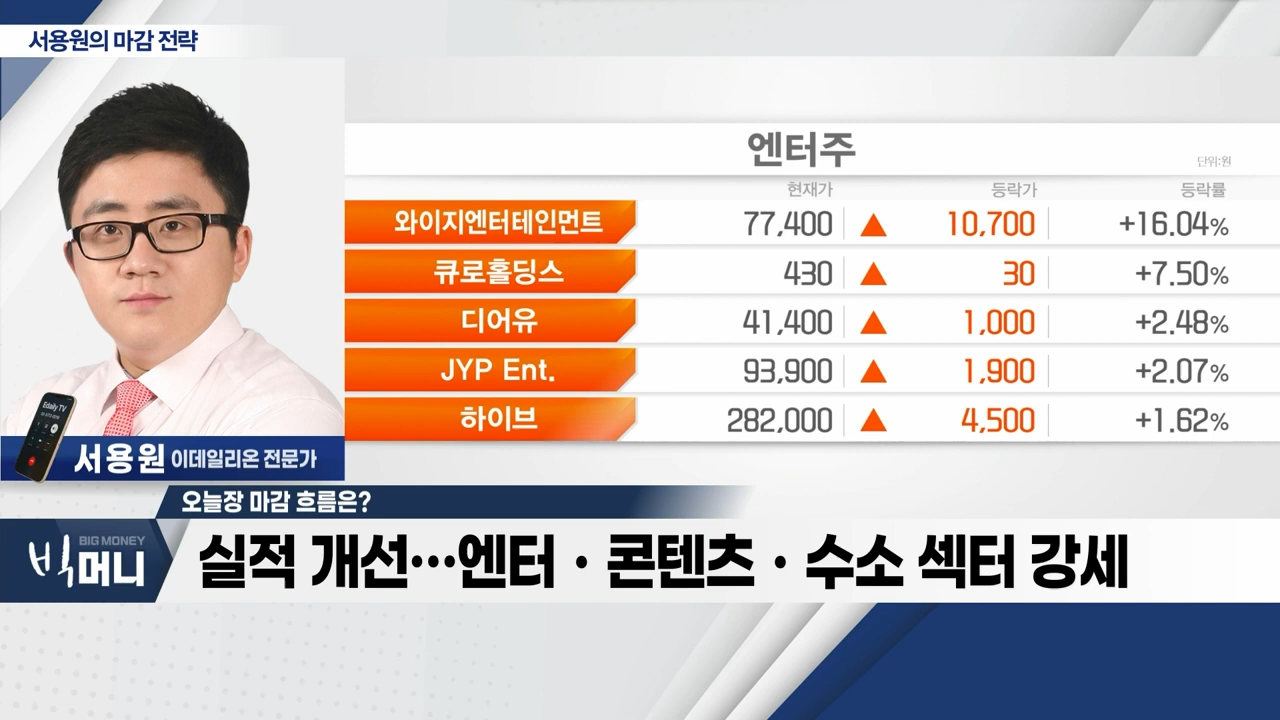 서용원의 마감 전략
엔터주
단위:원
현재가 등락가 등락률
와이지엔터테인먼트 77,400 ▲ 10,700 +16.04%
큐로홀딩스 430 ▲ 30 +7.50%
디어유 41,400 ▲ 1,000 +2.48%
JYP Ent. 93,900 ▲ 1,900 +2.07%
하이브 282,000 ▲ 4,500 +1.62%
Edaily TV
서용원 이데일리온 전문가
오늘장 마감 흐름은?
BIG MONEY
빅머니
실적 개선…엔터·콘텐츠·수소 섹터 강세